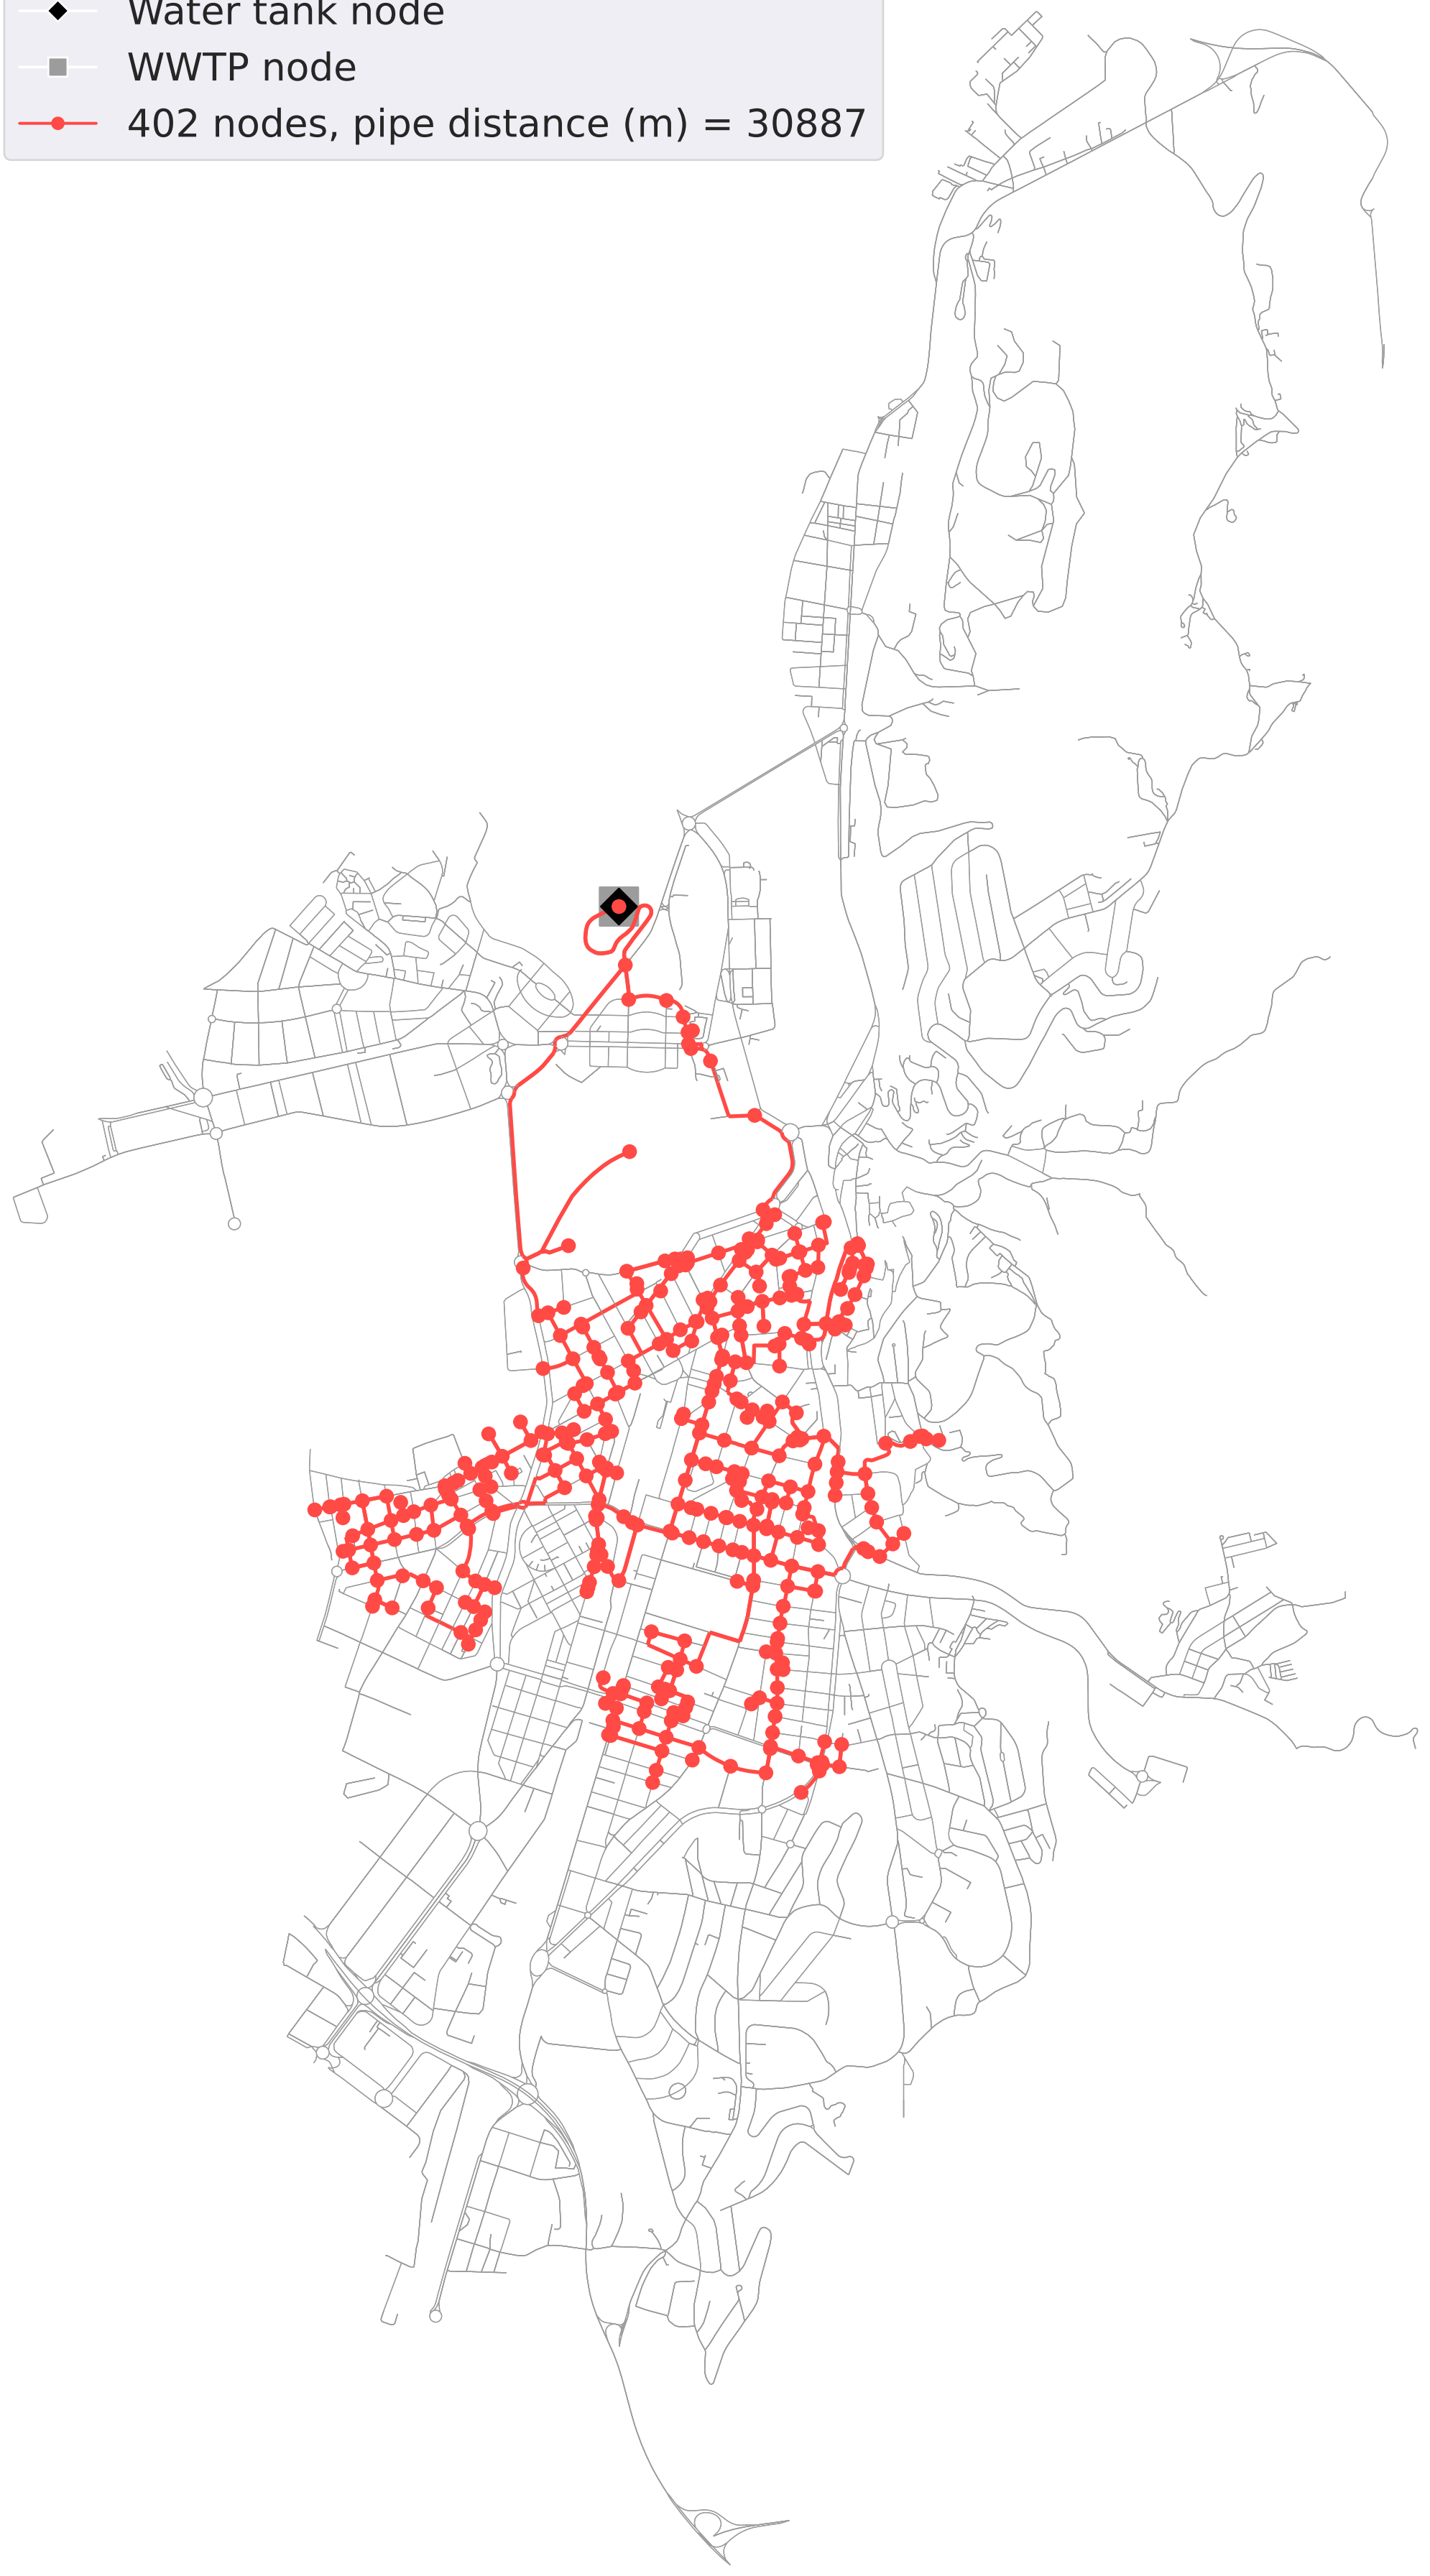 Water tank node
WWTP node
402 nodes, pipe distance (m) = 30887